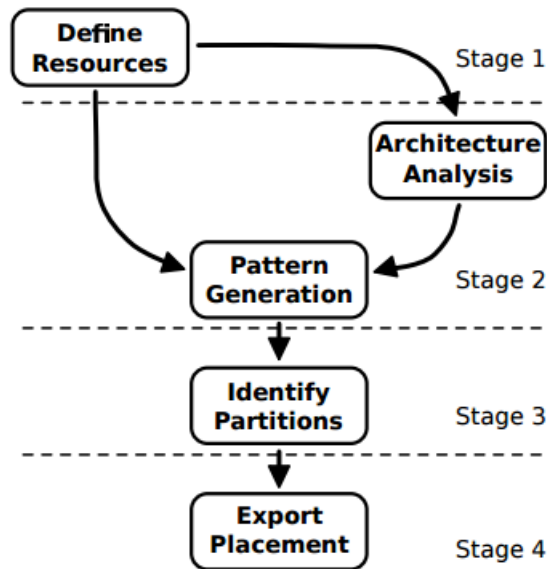 Define
Resources
Stage 1
Architecture
Analysis
Pattern
Generation
Stage 2
Identify
Partitions
Stage 3
Export
Placement
Stage 4